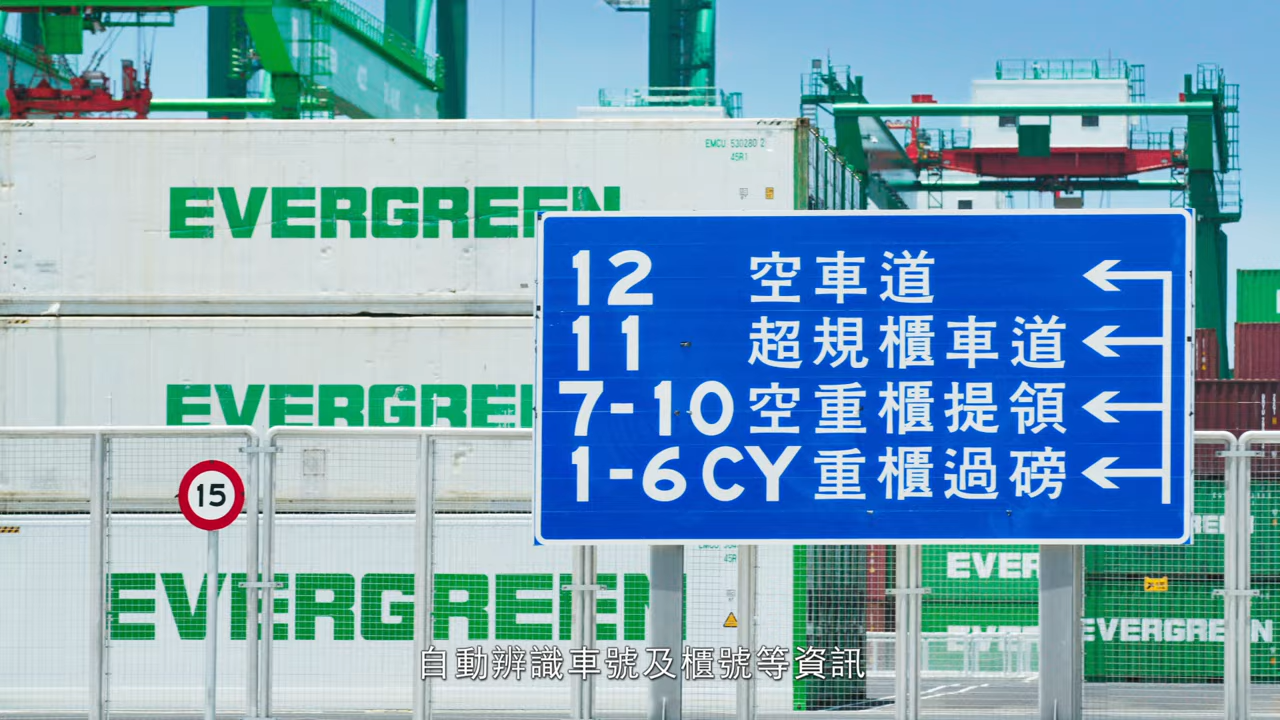 EMCU 530280 2
45R1
EVERGREEN
12 空車道
11 超規櫃車道
7-10 空重櫃提領
1-6 CY 重櫃過磅
EVERGREEN
15
EVERGREEN
45R
EVERGREEN
自動辨識車號及櫃號等資訊